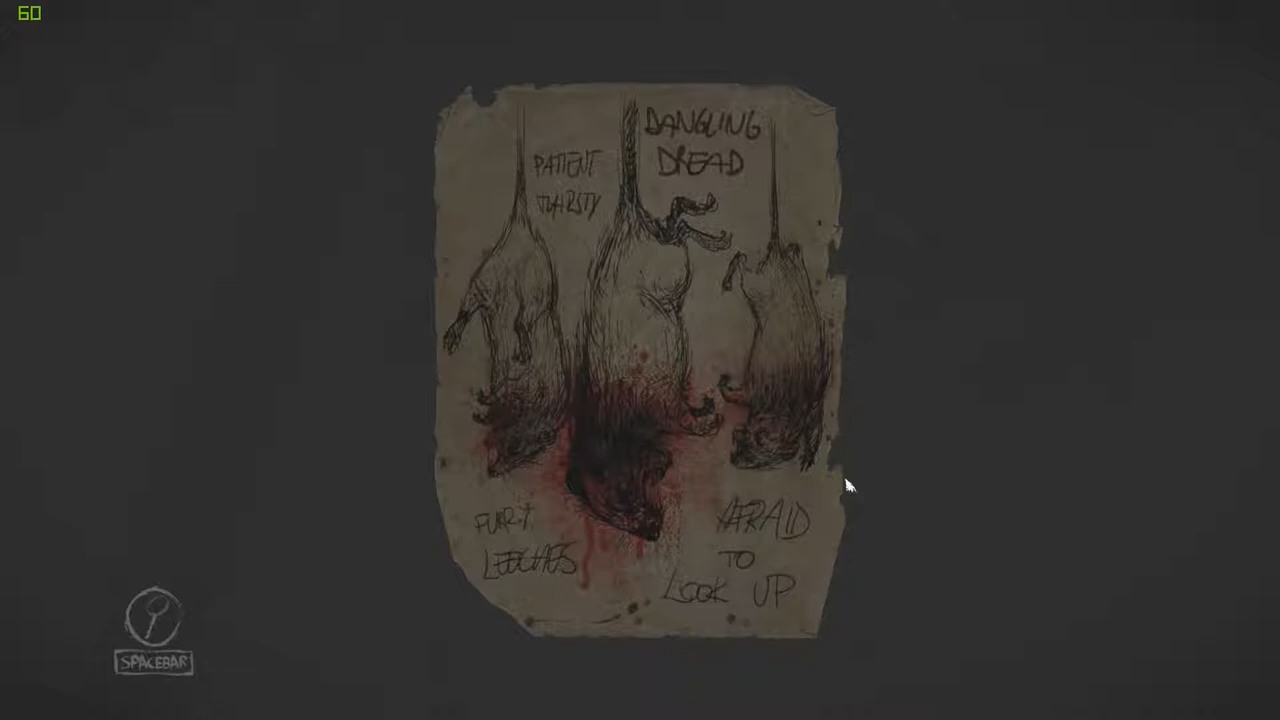 60
DANGLING
DREAD
PATIENT
THIRSTY
FURRY
LEECHES
AFRAID
TO
LOOK UP
SPACEBAR